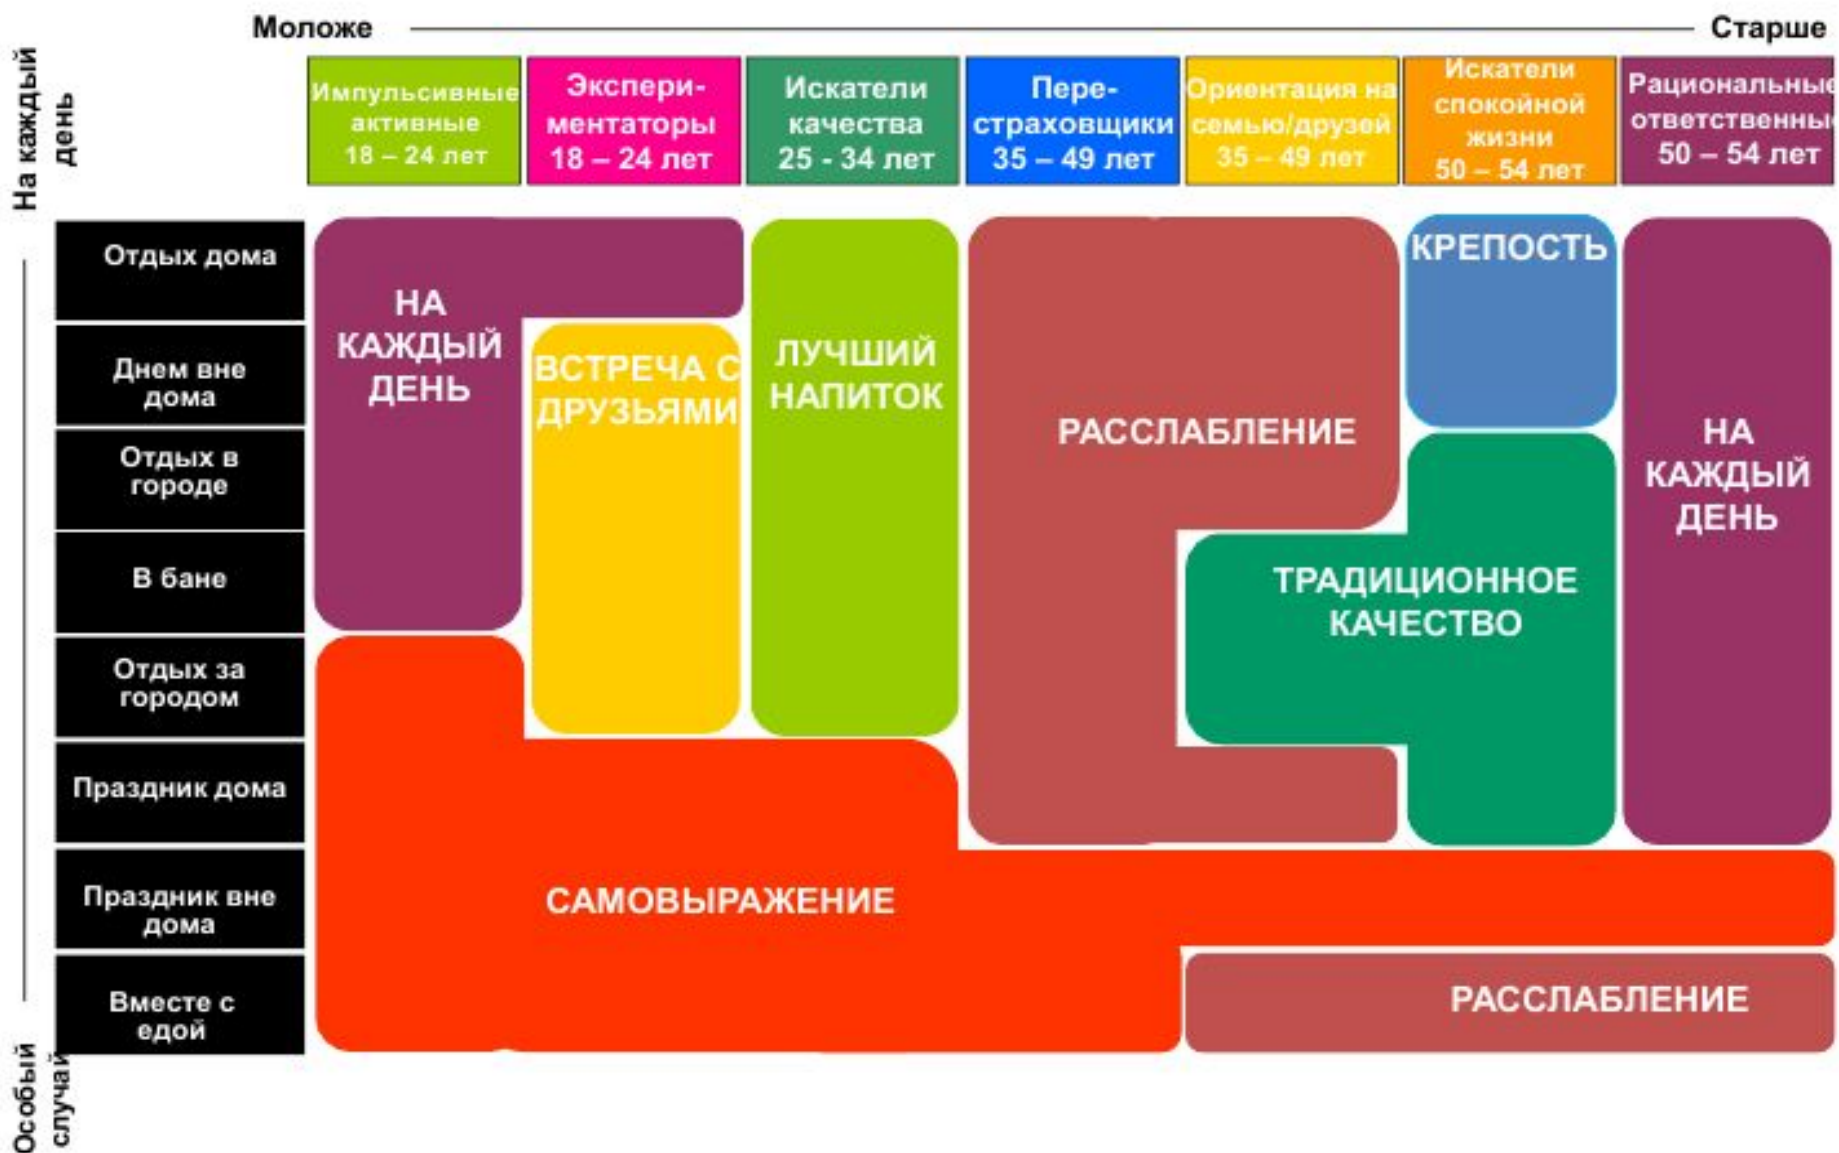 Моложе
Старше
На каждый
день
Импульсивные
активные
18 – 24 лет
Экспери-
ментаторы
18 – 24 лет
Искатели
качества
25 - 34 лет
Пере-
страховщики
35 – 49 лет
Ориентация на
семью/друзей
35 – 49 лет
Искатели
спокойной
жизни
50 – 54 лет
Рациональные
ответственны
50 – 54 лет
Отдых дома
Днем вне
дома
Отдых в
городе
В бане
Отдых за
городом
Праздник дома
Праздник вне
дома
Вместе с
едой
Особый
случай
НА
КАЖДЫЙ
ДЕНЬ
ВСТРЕЧА С
ДРУЗЬЯМИ
ЛУЧШИЙ
НАПИТОК
РАССЛАБЛЕНИЕ
КРЕПОСТЬ
НА
КАЖДЫЙ
ДЕНЬ
ТРАДИЦИОННОЕ
КАЧЕСТВО
САМОВЫРАЖЕНИЕ
РАССЛАБЛЕНИЕ